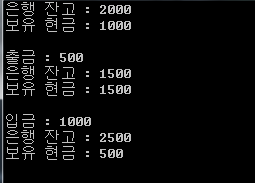 은행 잔고 : 2000
보유 현금 : 1000
출금 : 500
은행 잔고 : 1500
보유 현금 : 1500
입금 : 1000
은행 잔고 : 2500
보유 현금 : 500